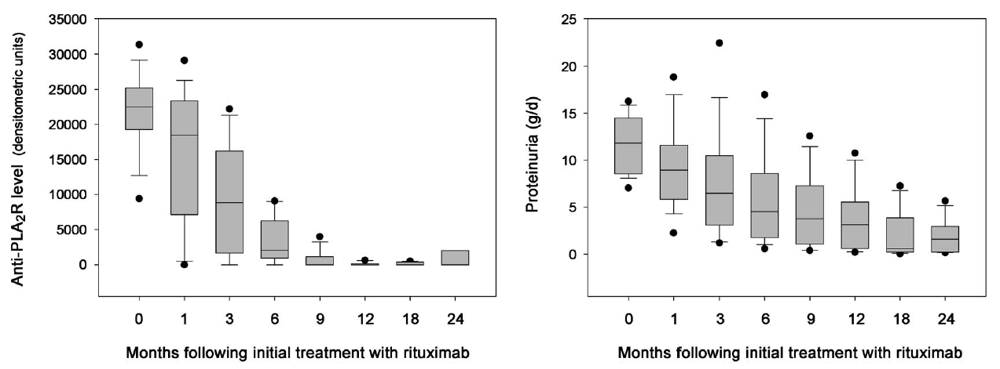 Anti-PLA2R level (densitometric units)
35000
30000
25000
20000
15000
10000
5000
0
0 1 3 6 9 12 18 24
Months following initial treatment with rituximab
Proteinuria (g/d)
25
20
15
10
5
0
0 1 3 6 9 12 18 24
Months following initial treatment with rituximab